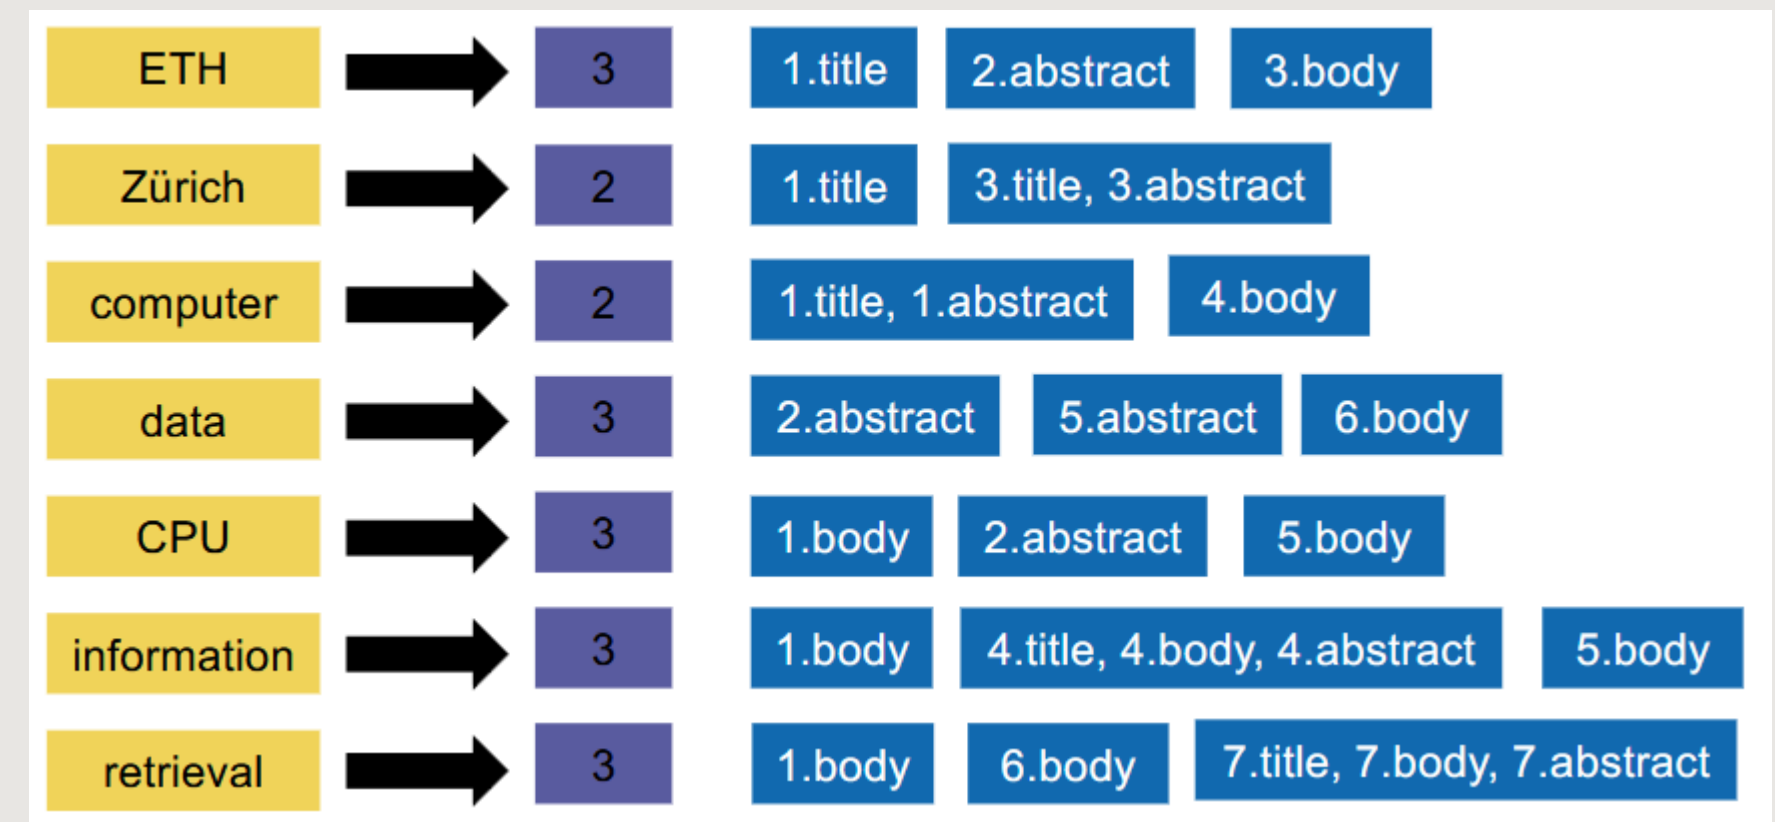 ETH 3 1.title 2.abstract 3.body
Zürich 2 1.title 3.title, 3.abstract
computer 2 1.title, 1.abstract 4.body
data 3 2.abstract 5.abstract 6.body
CPU 3 1.body 2.abstract 5.body
information 3 1.body 4.title, 4.body, 4.abstract 5.body
retrieval 3 1.body 6.body 7.title, 7.body, 7.abstract